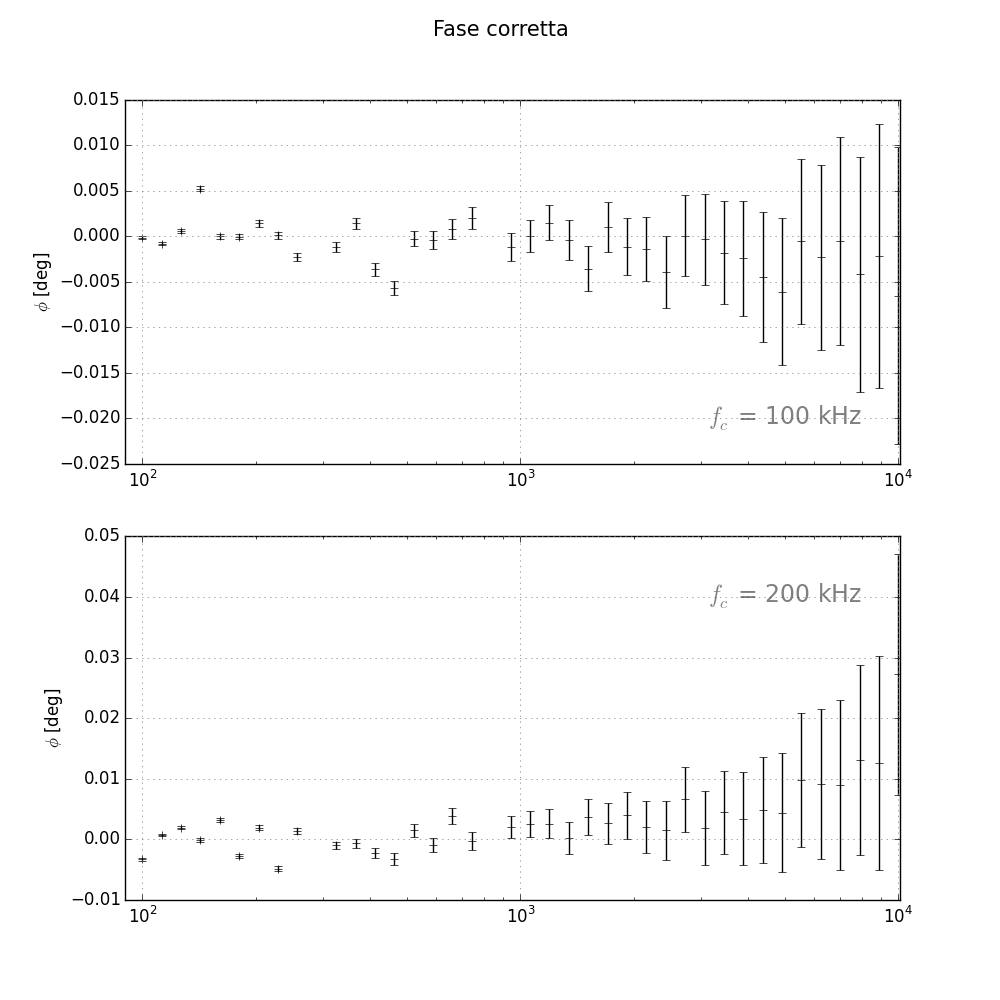 Fase corretta
0.015
0.010
0.005
0.000
−0.005
−0.010
−0.015
−0.020
−0.025
ϕ [deg]
f_c = 100 kHz
10² 10³ 10⁴
0.05
0.04
0.03
0.02
0.01
0.00
−0.01
ϕ [deg]
f_c = 200 kHz
10² 10³ 10⁴